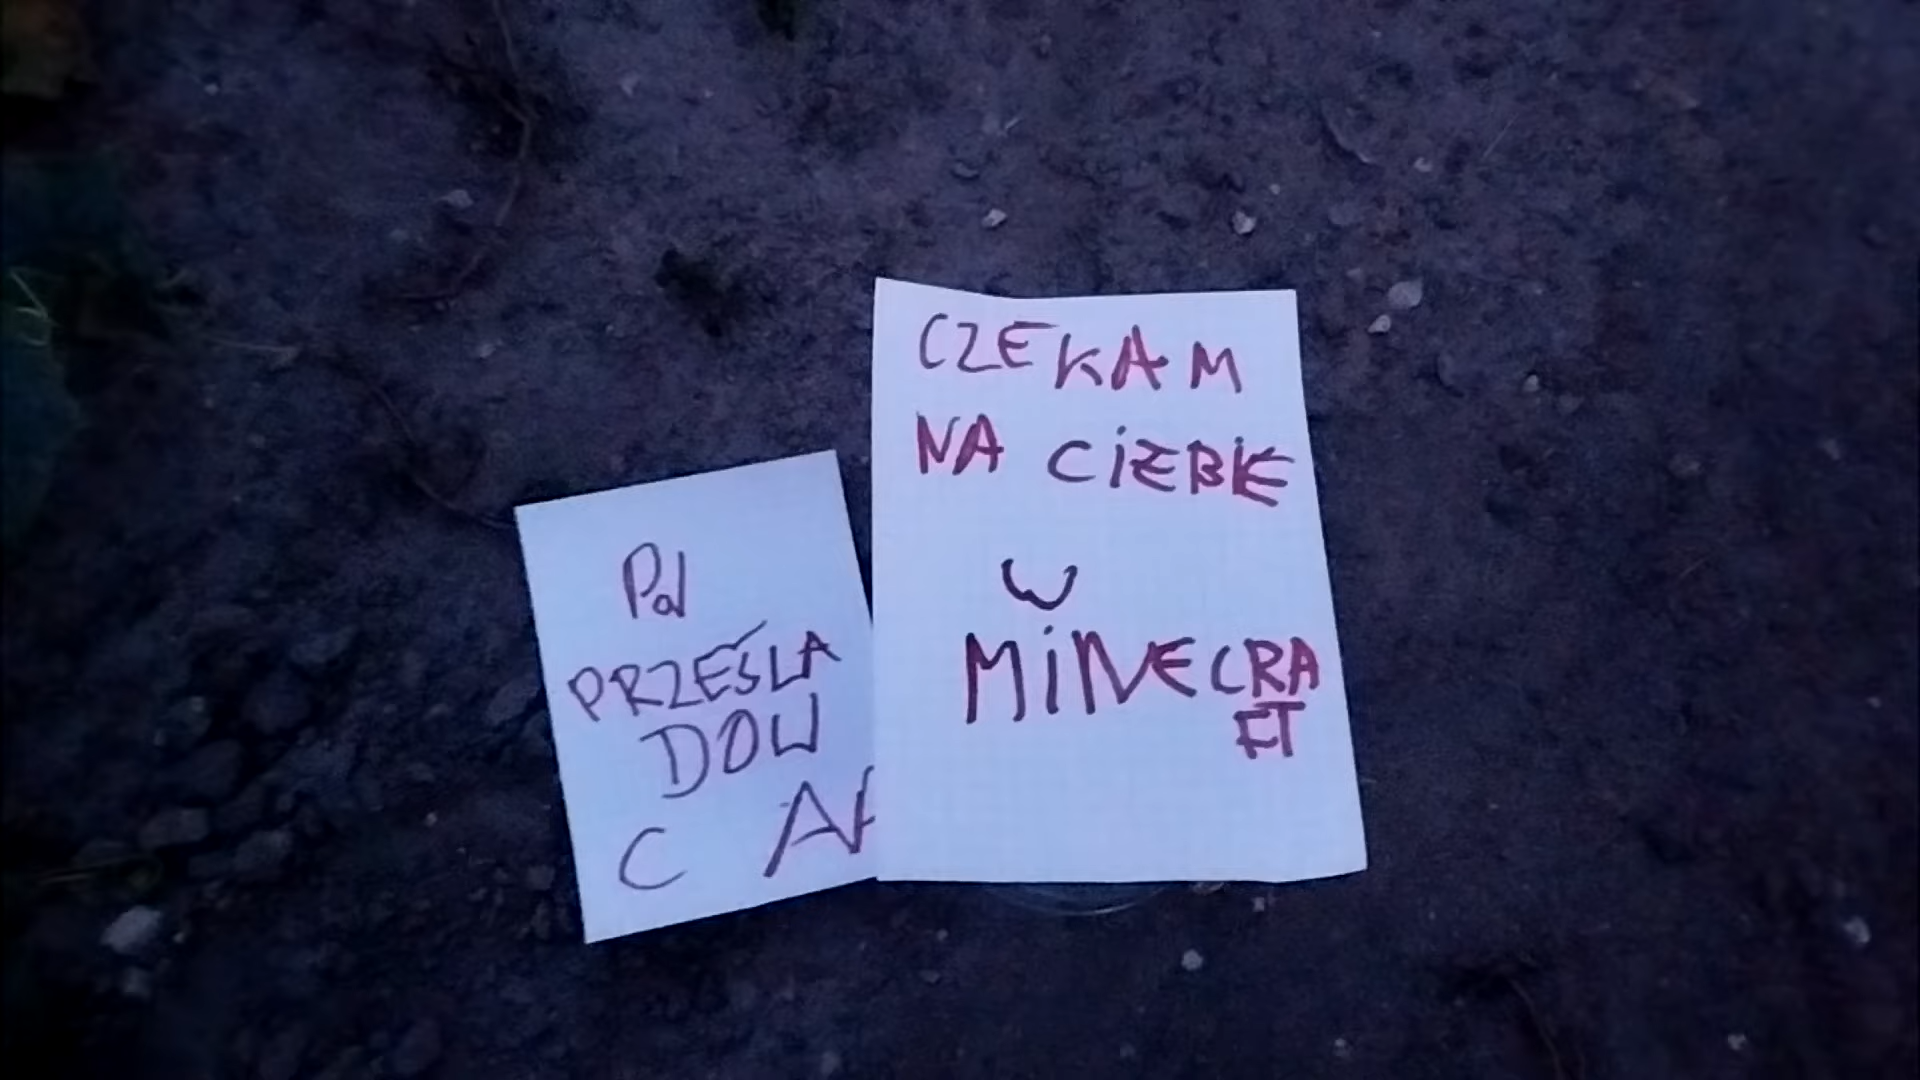 Pd
PRZEŚLA
DOW
C A
CZEKAM
NA CIEBIE
W
MINECRA
FT